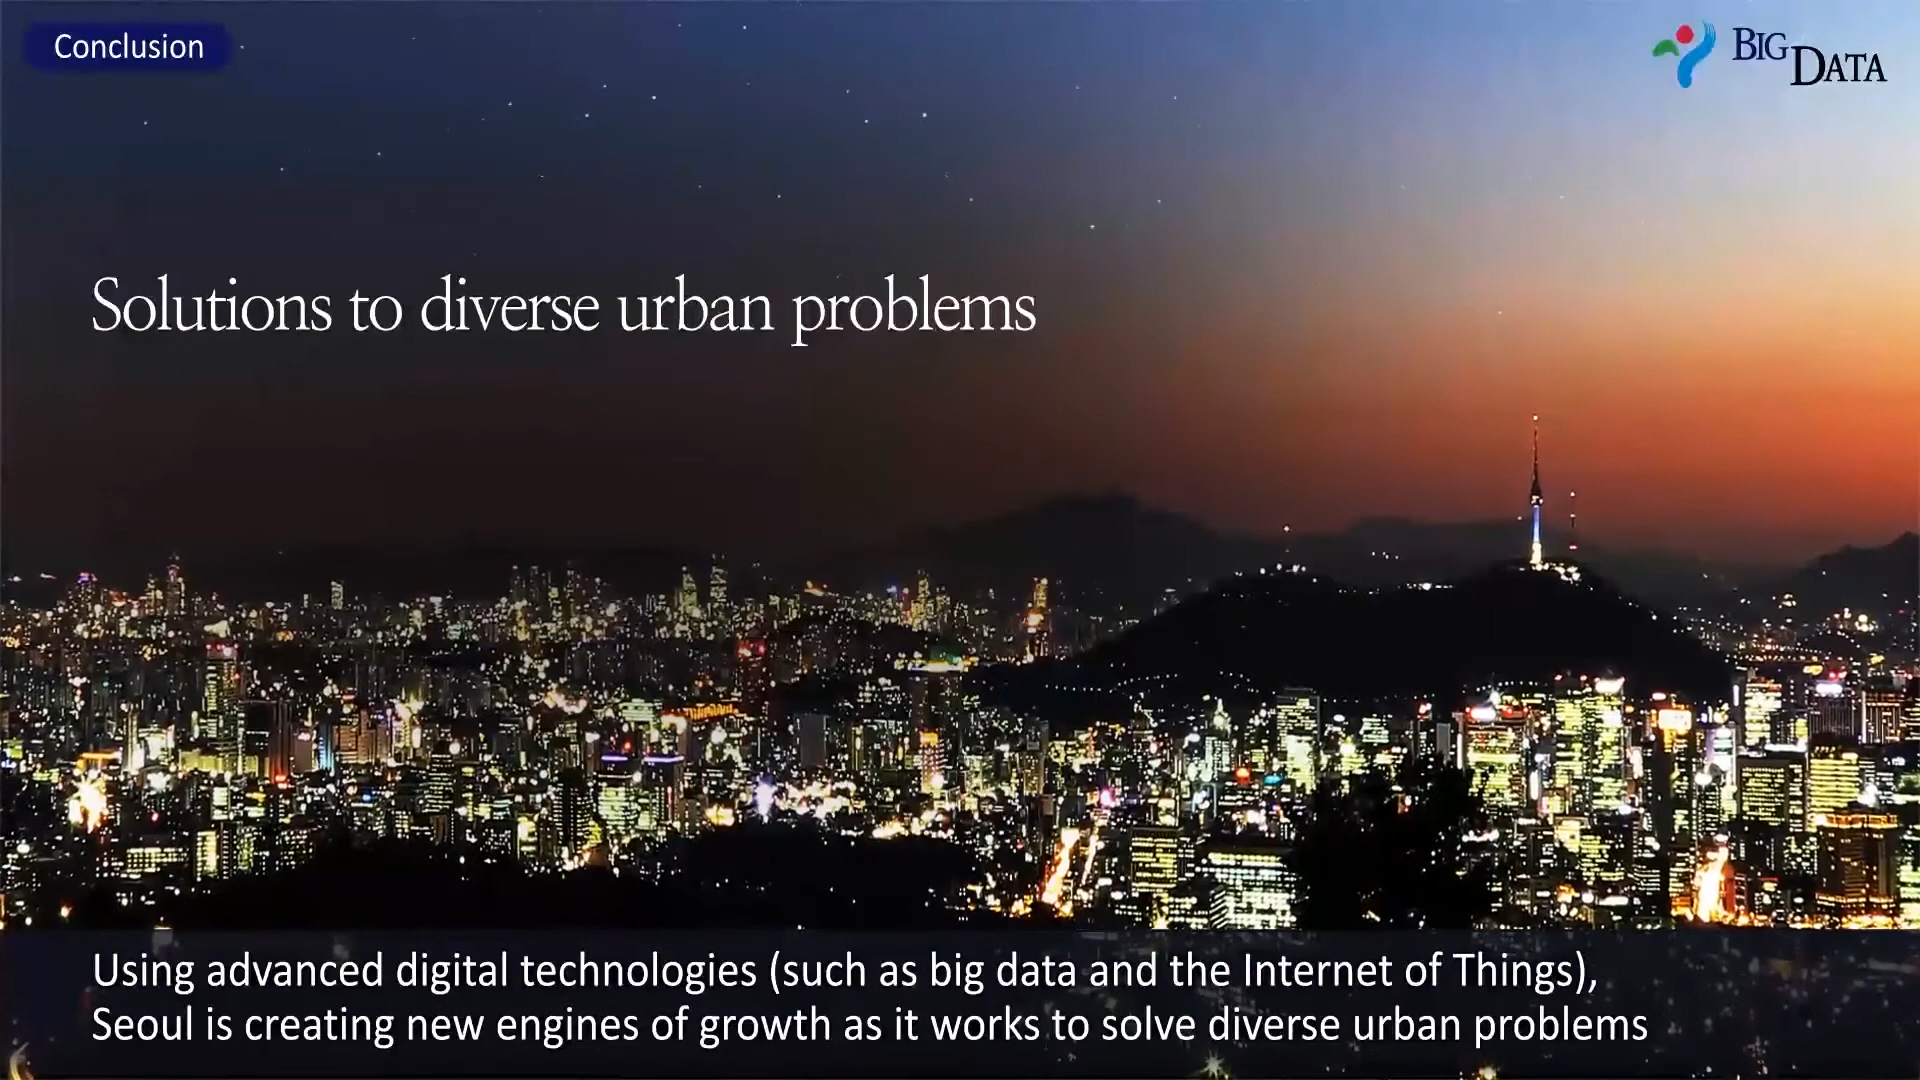 Conclusion
BIG DATA
Solutions to diverse urban problems
Using advanced digital technologies (such as big data and the Internet of Things),
Seoul is creating new engines of growth as it works to solve diverse urban problems